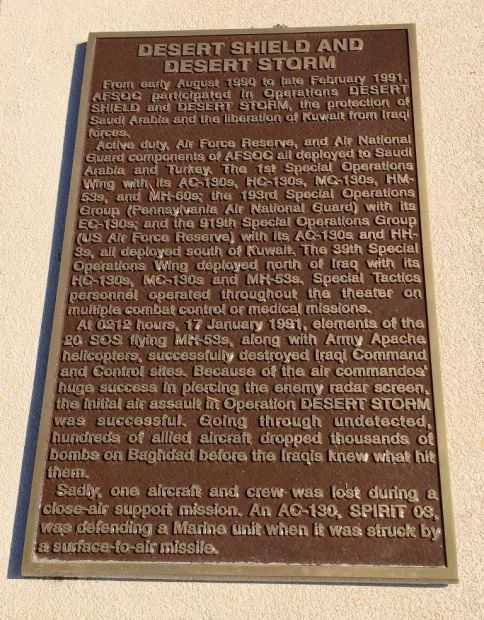 DESERT SHIELD AND
DESERT STORM
From early August 1990 to late February 1991,
AFSOC participated in Operations DESERT
SHIELD and DESERT STORM, the protection of
Saudi Arabia and the liberation of Kuwait from Iraqi
forces.
Active duty, Air Force Reserve, and Air National
Guard components of AFSOC all deployed to Saudi
Arabia and Turkey. The 1st Special Operations
Wing with its AC-130s, HC-130s, MC-130s, HM-
53s, and MH-60s; the 193rd Special Operations
Group (Pennsylvania Air National Guard) with its
EC-130s; and the 919th Special Operations Group
(US Air Force Reserve) with its AC-130s and HH-
3s, all deployed south of Kuwait. The 39th Special
Operations Wing deployed north of Iraq with its
HC-130s, MC-130s and MH-53s. Special Tactics
personnel operated throughout the theater on
multiple combat control or medical missions.
At 0212 hours, 17 January 1991, elements of the
20 SOS flying MH-53s, along with Army Apache
helicopters, successfully destroyed Iraqi Command
and Control sites. Because of the air commandos'
huge success in piercing the enemy radar screen,
the initial air assault in Operation DESERT STORM
was successful. Going through undetected,
hundreds of allied aircraft dropped thousands of
bombs on Baghdad before the Iraqis knew what hit
them.
Sadly, one aircraft and crew was lost during a
close-air support mission. An AC-130, SPIRIT 03,
was defending a Marine unit when it was struck by
a surface-to-air missile.